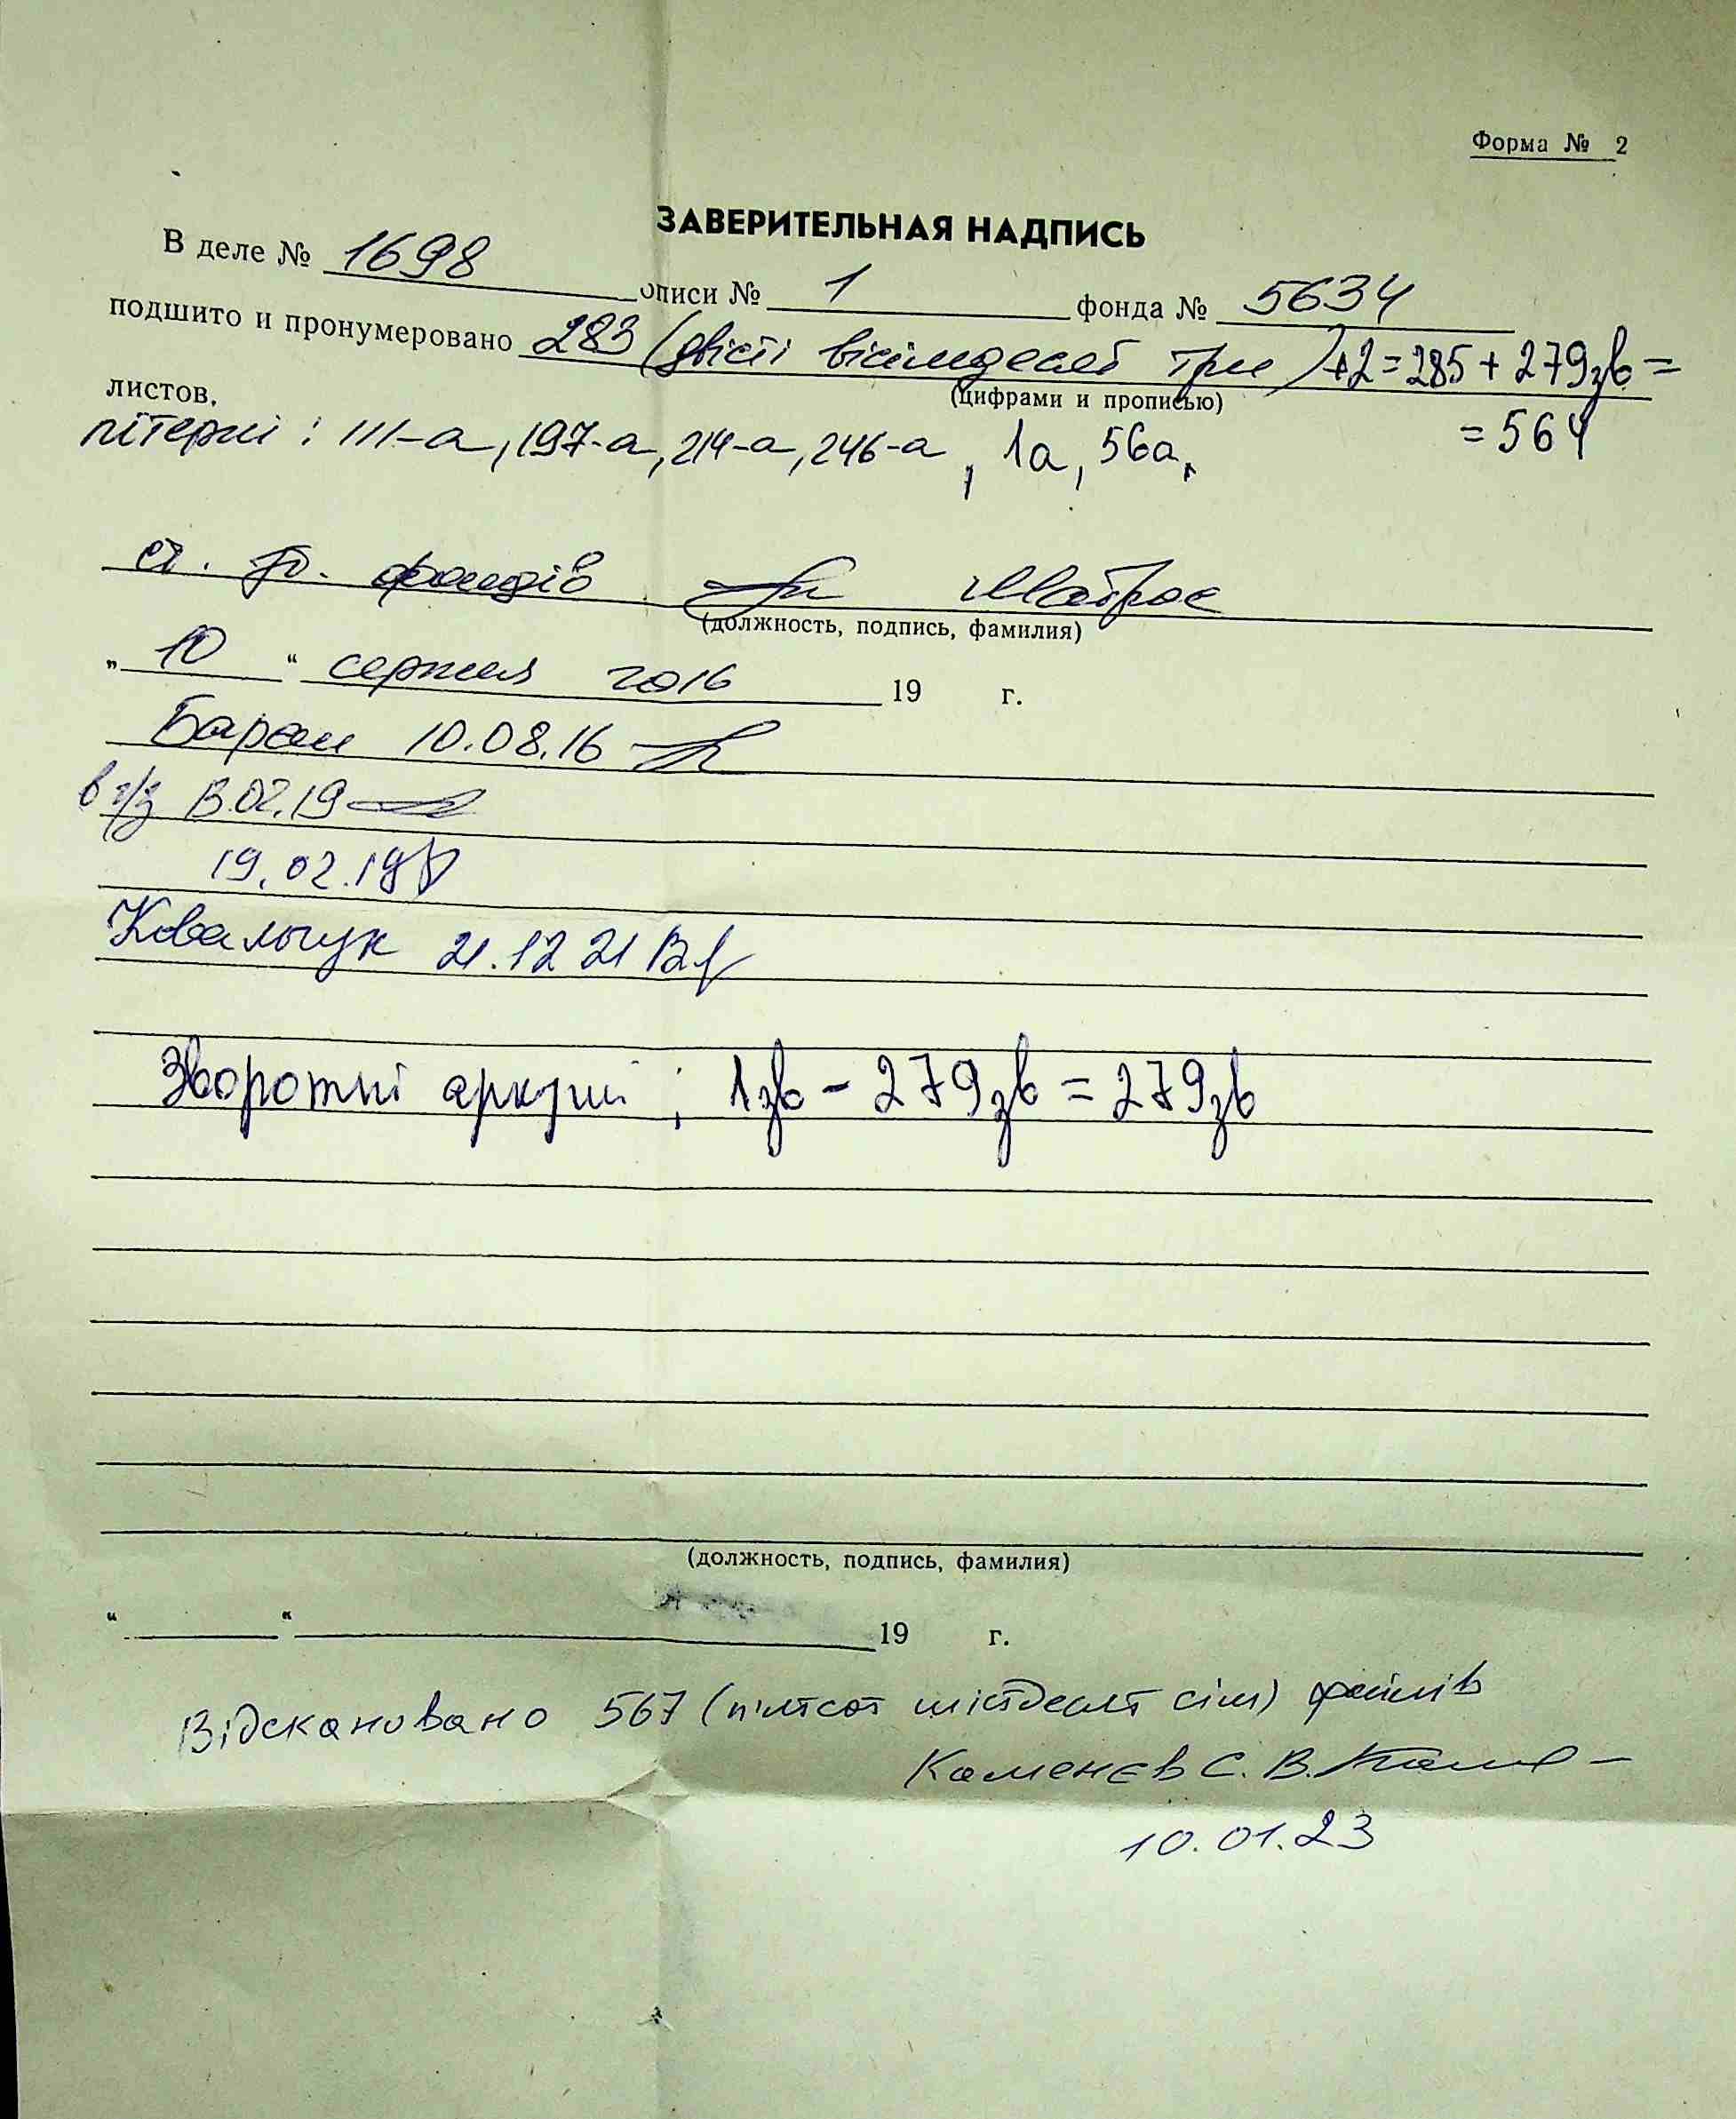 Форма № 2
ЗАВЕРИТЕЛЬНАЯ НАДПИСЬ
В деле № 1698 описи № 1 фонда № 5634
подшито и пронумеровано 283 (двісті вісімдесят три) +2=285 + 279зв =
листов, (цифрами и прописью) =564
літерні : 111-а, 197-а, 214-а, 246-а, 1а, 56а,
ст. фондів Матрос
(должность, подпись, фамилия)
„ 10 “ серпня 2016 19 г.
Баран 10.08.16
19.02.19
Ковальчук 21.12 21
Зворотні аркуші ; 1зв - 279зв = 279зв
(должность, подпись, фамилия)
“ “ 19 г.
Відскановано 567 (п'ятсот шістдесят сім) файлів
Каменєв С. В.
10.01.23